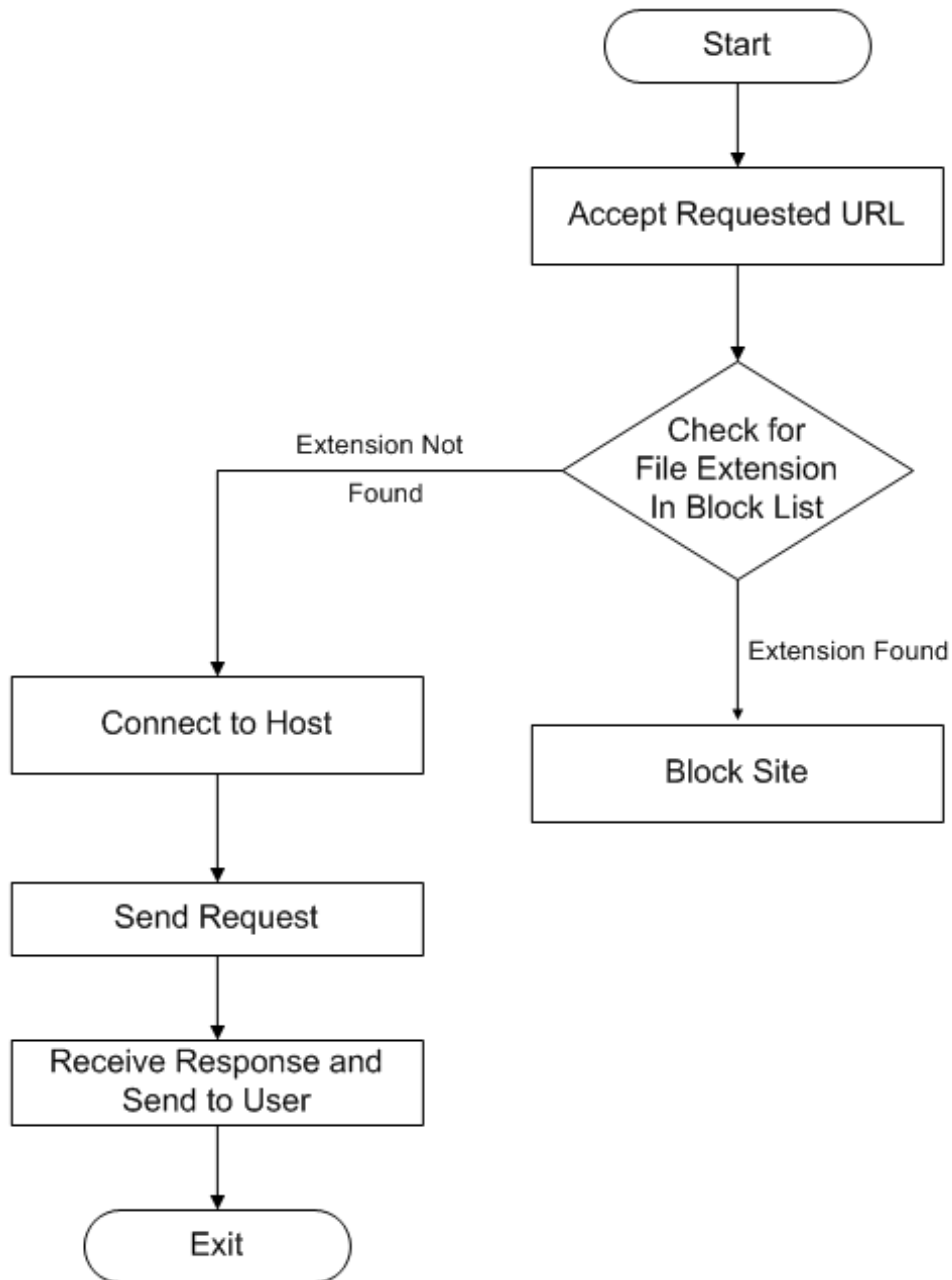 Start
Accept Requested URL
Check for
File Extension
In Block List
Extension Not
Found
Extension Found
Connect to Host
Block Site
Send Request
Receive Response and
Send to User
Exit